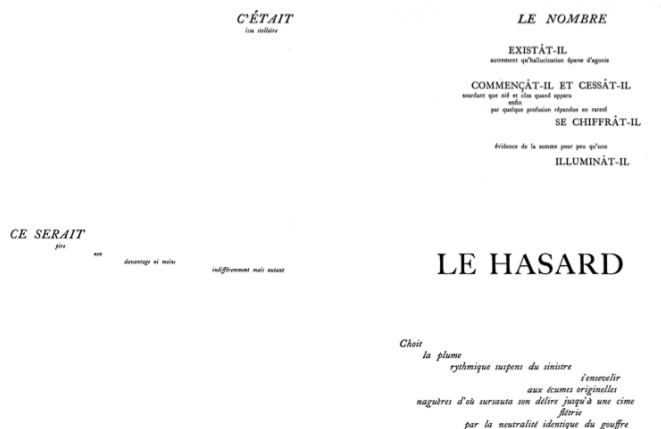 C'ÉTAIT
issu stellaire
LE NOMBRE
EXISTÂT-IL
autrement qu'hallucination éparse d'agonie
COMMENÇÂT-IL ET CESSÂT-IL
sourdant que nié et clos quand apparu
enfin
par quelque profusion répandue en rareté
SE CHIFFRÂT-IL
évidence de la somme pour peu qu'une
ILLUMINÂT-IL
CE SERAIT
pire
non
davantage ni moins
indifféremment mais autant
LE HASARD
Choit
la plume
rythmique suspens du sinistre
s'ensevelir
aux écumes originelles
naguères d'où sursauta son délire jusqu'à une cime
flétrie
par la neutralité identique du gouffre